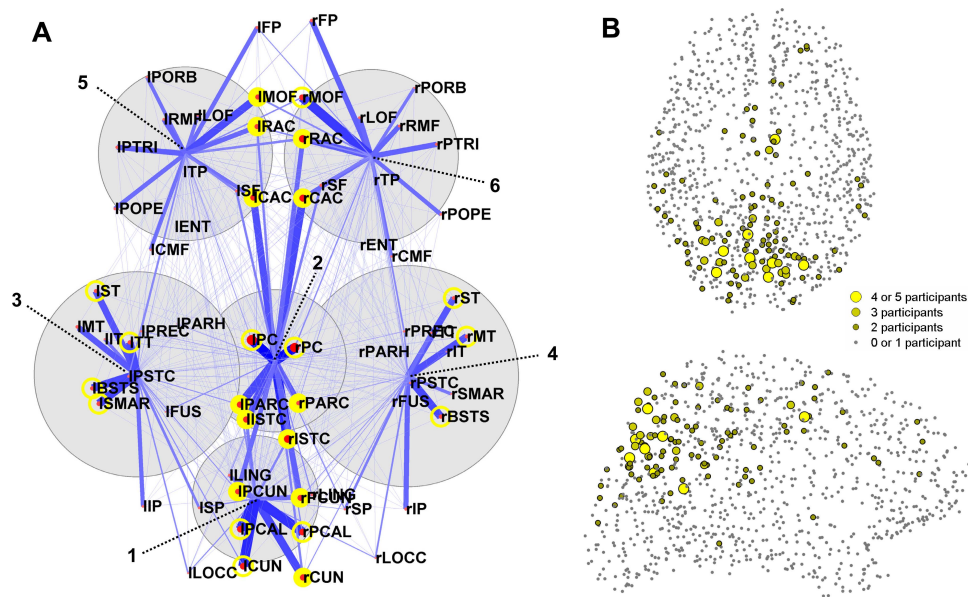 A
B
lFP
rFP
5
lPORB
rPORB
lMOF
rMOF
lRMF
lLOF
rLOF
rRMF
lRAC
rRAC
lPTRI
rPTRI
lTP
rTP
6
lSF
lCAC
rCAC
rSF
lPOPE
rPOPE
lENT
rENT
lCMF
rCMF
2
3
lST
rST
lMT
lIT
lTT
lPREC
lPARH
lPC
rPC
rPARH
rPREC
rMT
rIT
4
lPSTC
rPSTC
lBSTS
lSMAR
rSMAR
rFUS
rBSTS
lFUS
lPARC
rPARC
lISTC
rISTC
lLING
rLING
lPCUN
rPCUN
lIP
lSP
rSP
rIP
lPCAL
rPCAL
1
lLOCC
rLOCC
lCUN
rCUN
4 or 5 participants
3 participants
2 participants
0 or 1 participant